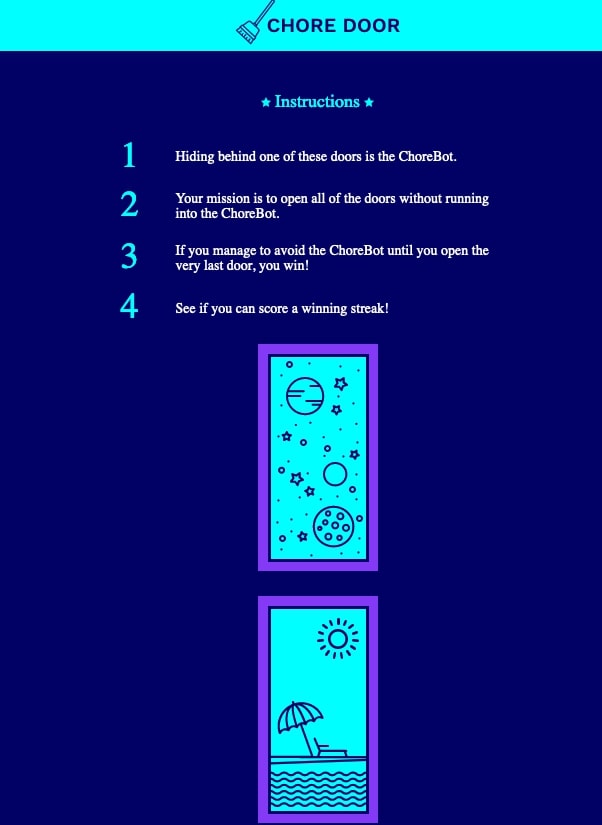 CHORE DOOR
★ Instructions ★
1 Hiding behind one of these doors is the ChoreBot.
2 Your mission is to open all of the doors without running
into the ChoreBot.
3 If you manage to avoid the ChoreBot until you open the
very last door, you win!
4 See if you can score a winning streak!